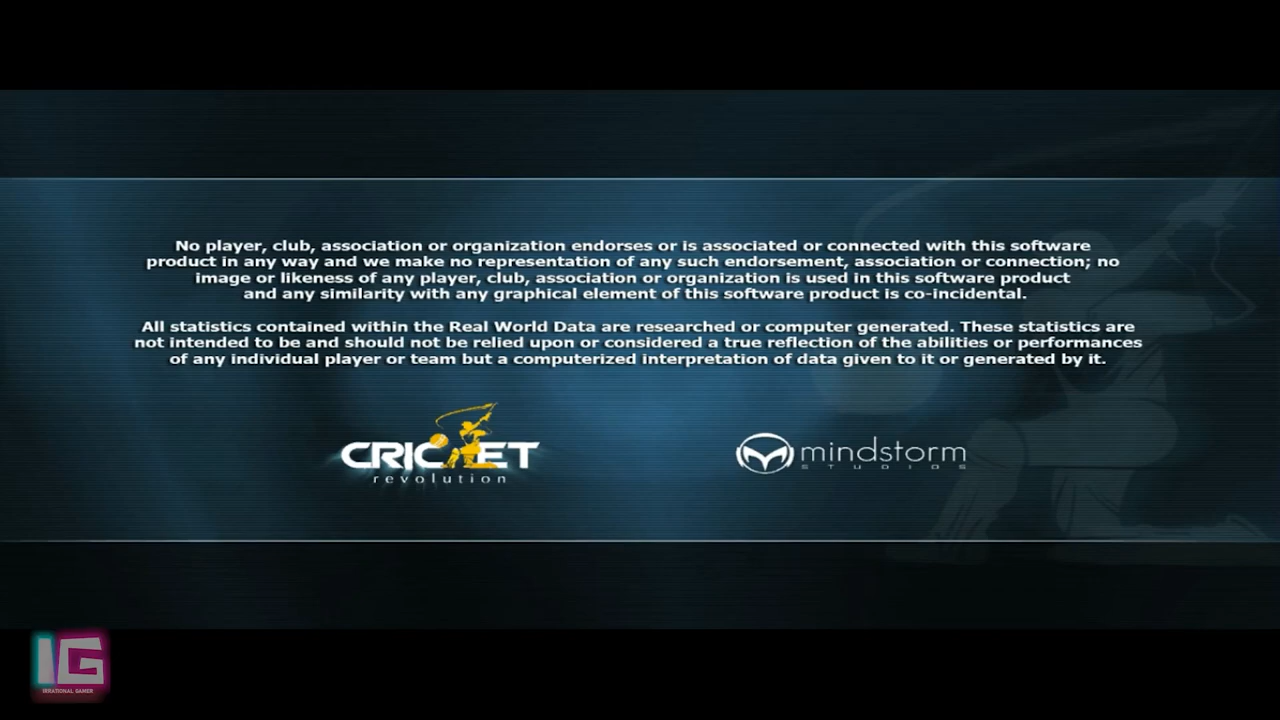 No player, club, association or organization endorses or is associated or connected with this software
product in any way and we make no representation of any such endorsement, association or connection; no
image or likeness of any player, club, association or organization is used in this software product
and any similarity with any graphical element of this software product is co-incidental.
All statistics contained within the Real World Data are researched or computer generated. These statistics are
not intended to be and should not be relied upon or considered a true reflection of the abilities or performances
of any individual player or team but a computerized interpretation of data given to it or generated by it.
CRICKET
revolution
mindstorm
STUDIOS
IG
IRRATIONAL GAMER